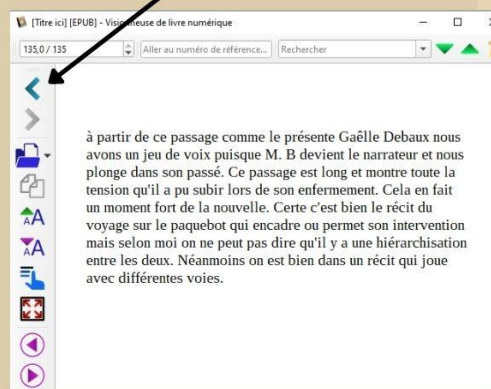 [Titre ici] [EPUB] - Visionneuse de livre numérique
135,0 / 135
Aller au numéro de référence...
Rechercher
à partir de ce passage comme le présente Gaêlle Debaux nous
avons un jeu de voix puisque M. B devient le narrateur et nous
plonge dans son passé. Ce passage est long et montre toute la
tension qu'il a pu subir lors de son enfermement. Cela en fait
un moment fort de la nouvelle. Certe c'est bien le récit du
voyage sur le paquebot qui encadre ou permet son intervention
mais selon moi on ne peut pas dire qu'il y a une hiérarchisation
entre les deux. Néanmoins on est bien dans un récit qui joue
avec différentes voies.
AA
AA